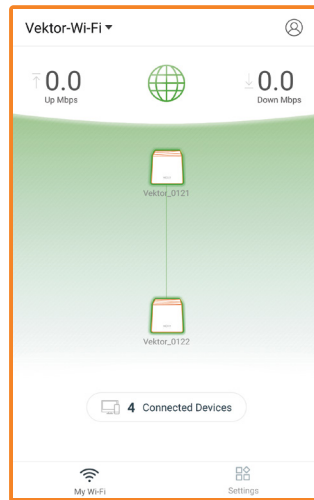 Vektor-Wi-Fi
0.0
Up Mbps
0.0
Down Mbps
Vektor_0121
Vektor_0122
4 Connected Devices
My Wi-Fi
Settings